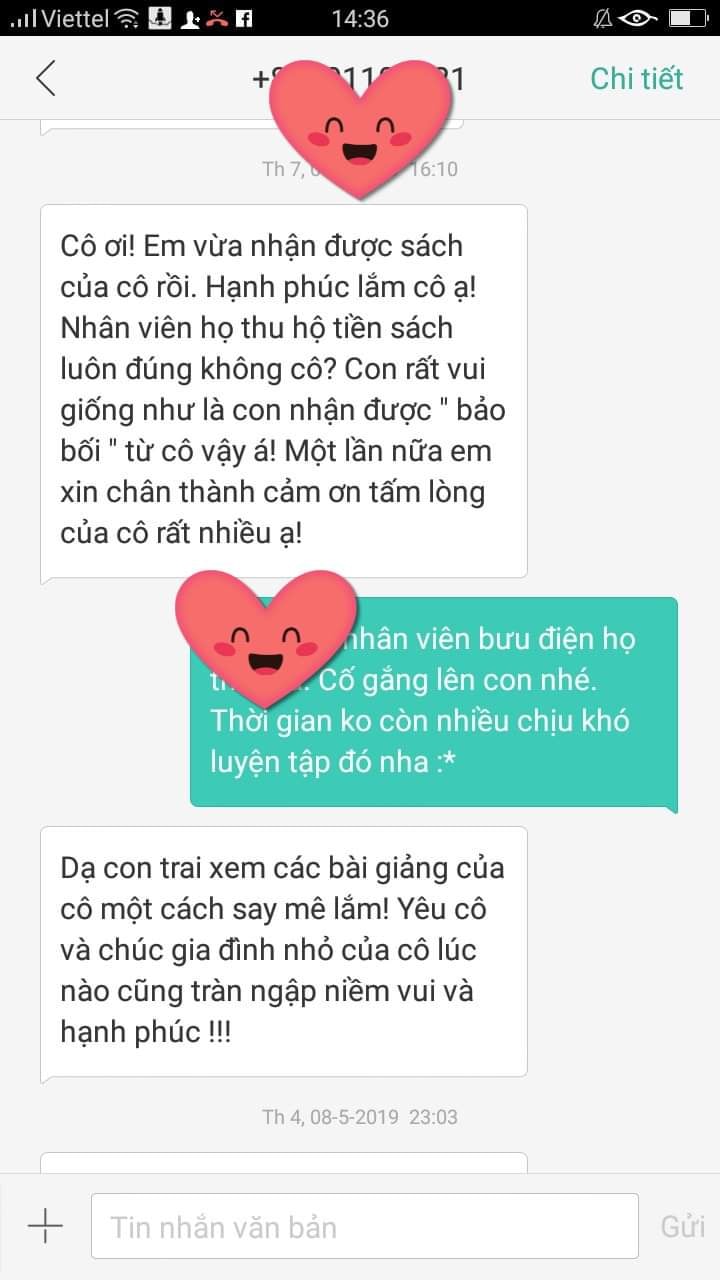 Viettel 14:36
Chi tiết
Th 7, 16:10
Cô ơi! Em vừa nhận được sách
của cô rồi. Hạnh phúc lắm cô ạ!
Nhân viên họ thu hộ tiền sách
luôn đúng không cô? Con rất vui
giống như là con nhận được " bảo
bối " từ cô vậy á! Một lần nữa em
xin chân thành cảm ơn tấm lòng
của cô rất nhiều ạ!
nhân viên bưu điện họ
Cố gắng lên con nhé.
Thời gian ko còn nhiều chịu khó
luyện tập đó nha :*
Dạ con trai xem các bài giảng của
cô một cách say mê lắm! Yêu cô
và chúc gia đình nhỏ của cô lúc
nào cũng tràn ngập niềm vui và
hạnh phúc !!!
Th 4, 08-5-2019 23:03
Tin nhắn văn bản
Gửi